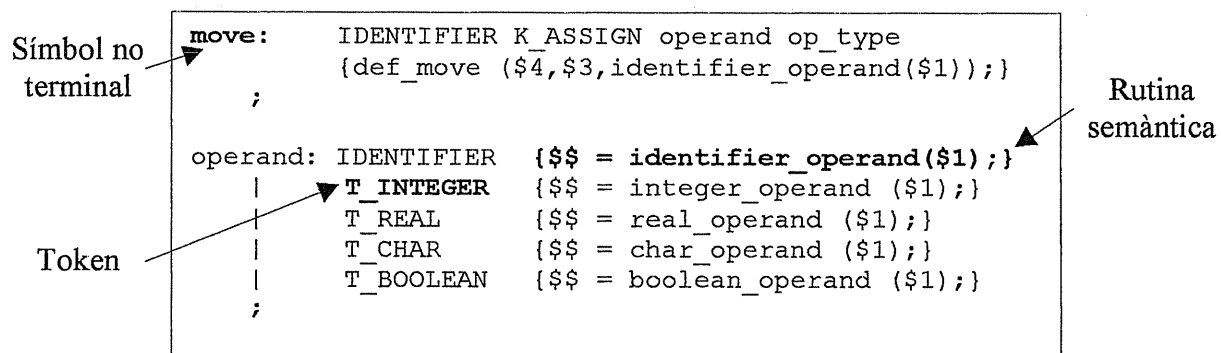 Símbol no
terminal
move: IDENTIFIER K_ASSIGN operand op_type
{def_move ($4,$3,identifier_operand($1));}
;
Rutina
semàntica
operand: IDENTIFIER {$$ = identifier_operand($1);}
| T_INTEGER {$$ = integer_operand ($1);}
| T_REAL {$$ = real_operand ($1);}
| T_CHAR {$$ = char_operand ($1);}
| T_BOOLEAN {$$ = boolean_operand ($1);}
;
Token